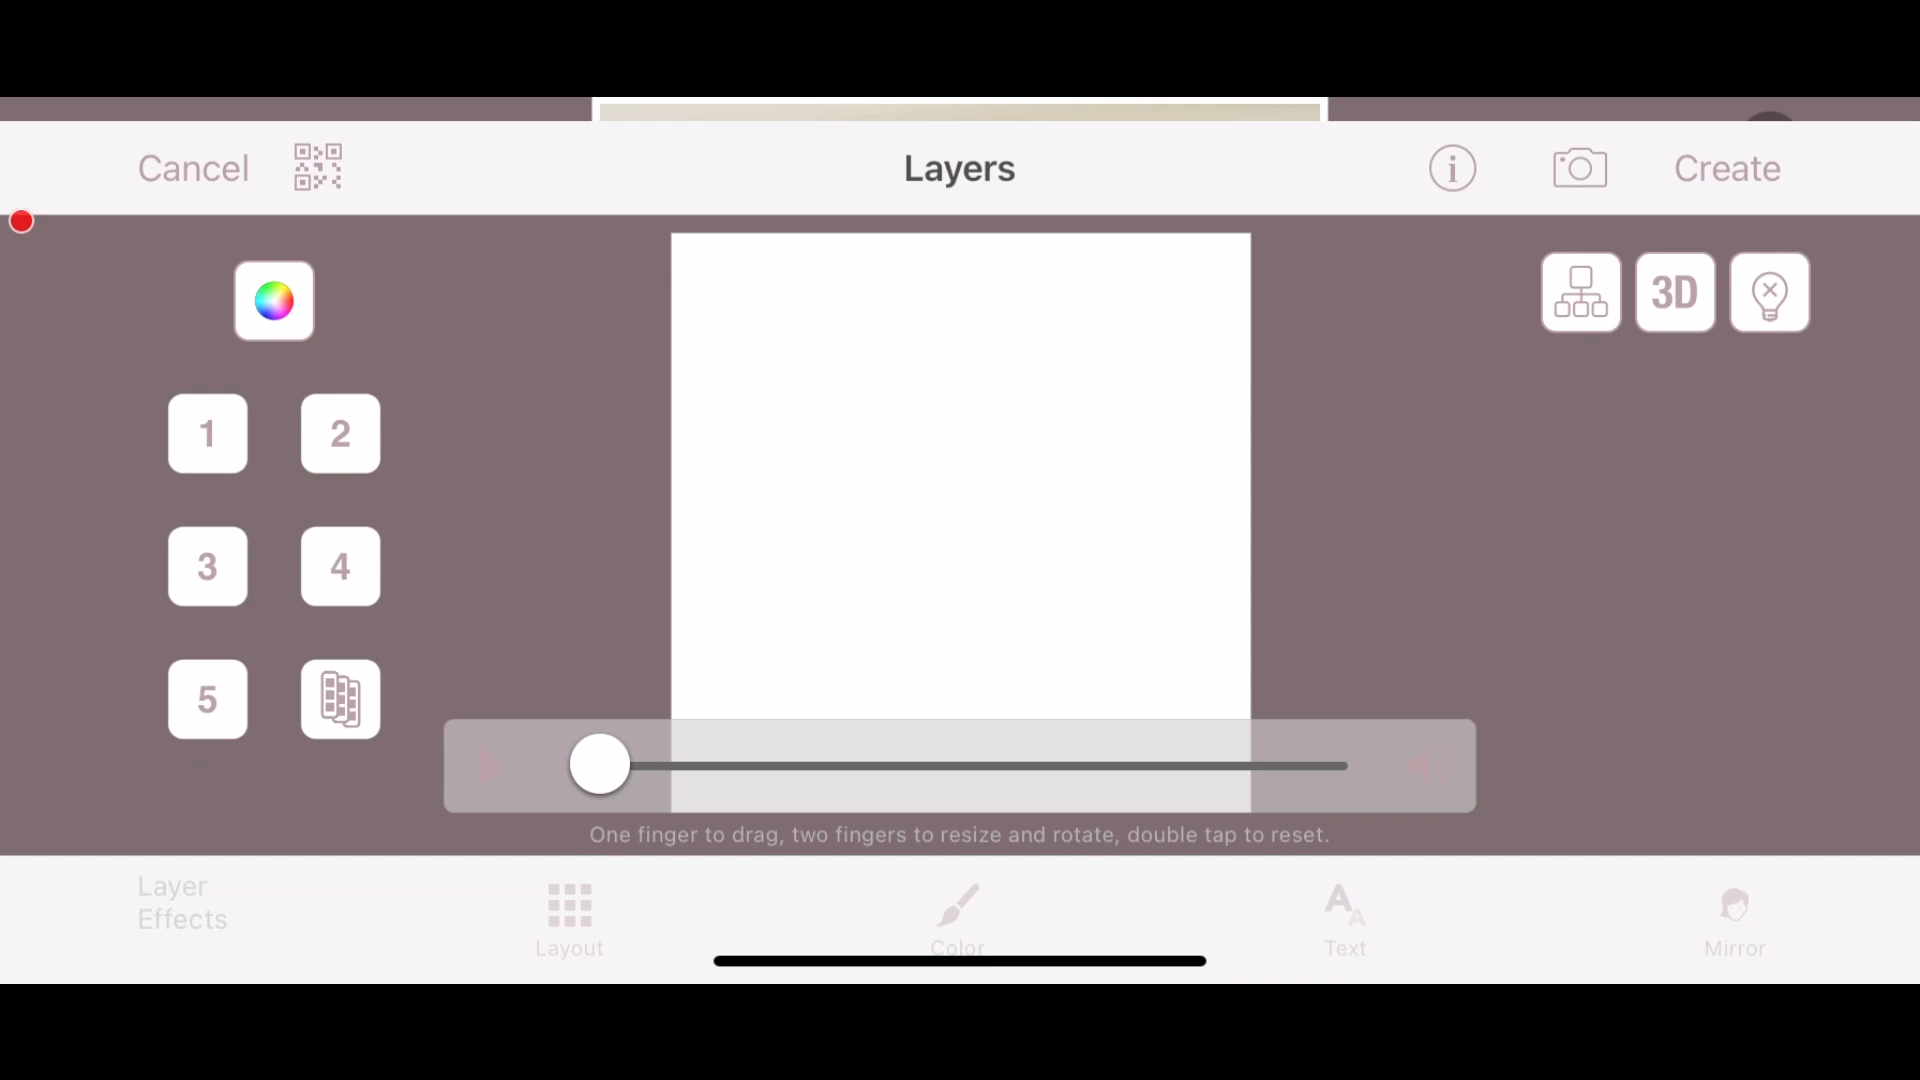 Cancel
Layers
Create
3D
1
2
3
4
5
One finger to drag, two fingers to resize and rotate, double tap to reset.
Layer
Effects
Layout
Color
Text
Mirror